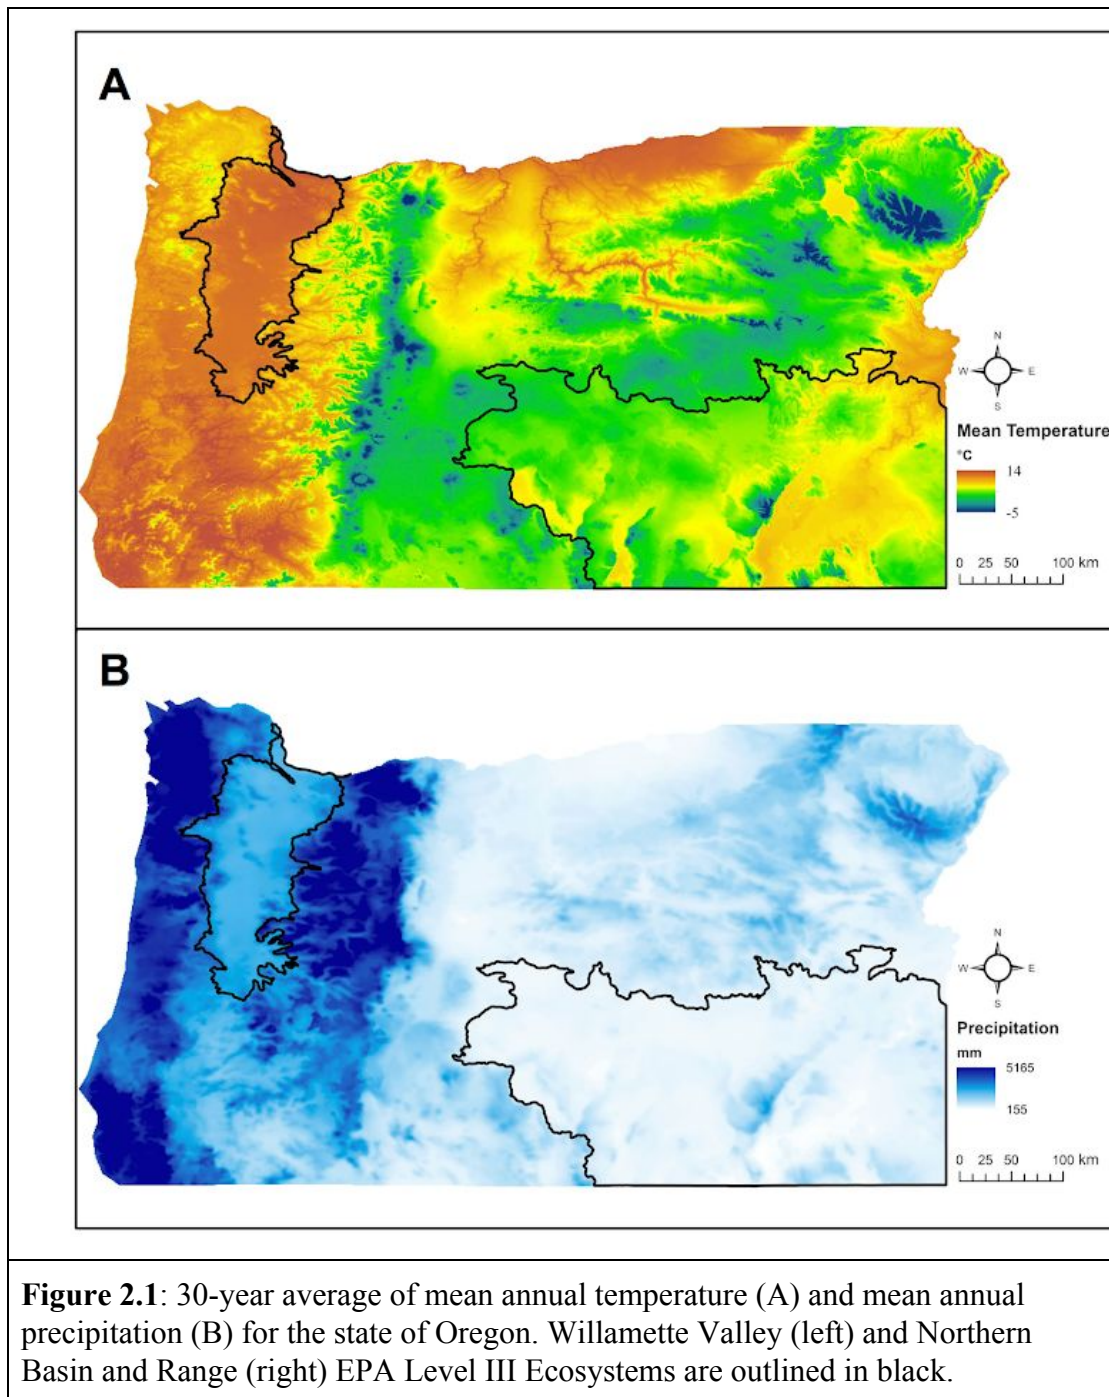 A
N
W
E
S
Mean Temperature
°C
14
-5
0 25 50 100 km
B
N
W
E
S
Precipitation
mm
5165
155
0 25 50 100 km
Figure 2.1: 30-year average of mean annual temperature (A) and mean annual
precipitation (B) for the state of Oregon. Willamette Valley (left) and Northern
Basin and Range (right) EPA Level III Ecosystems are outlined in black.